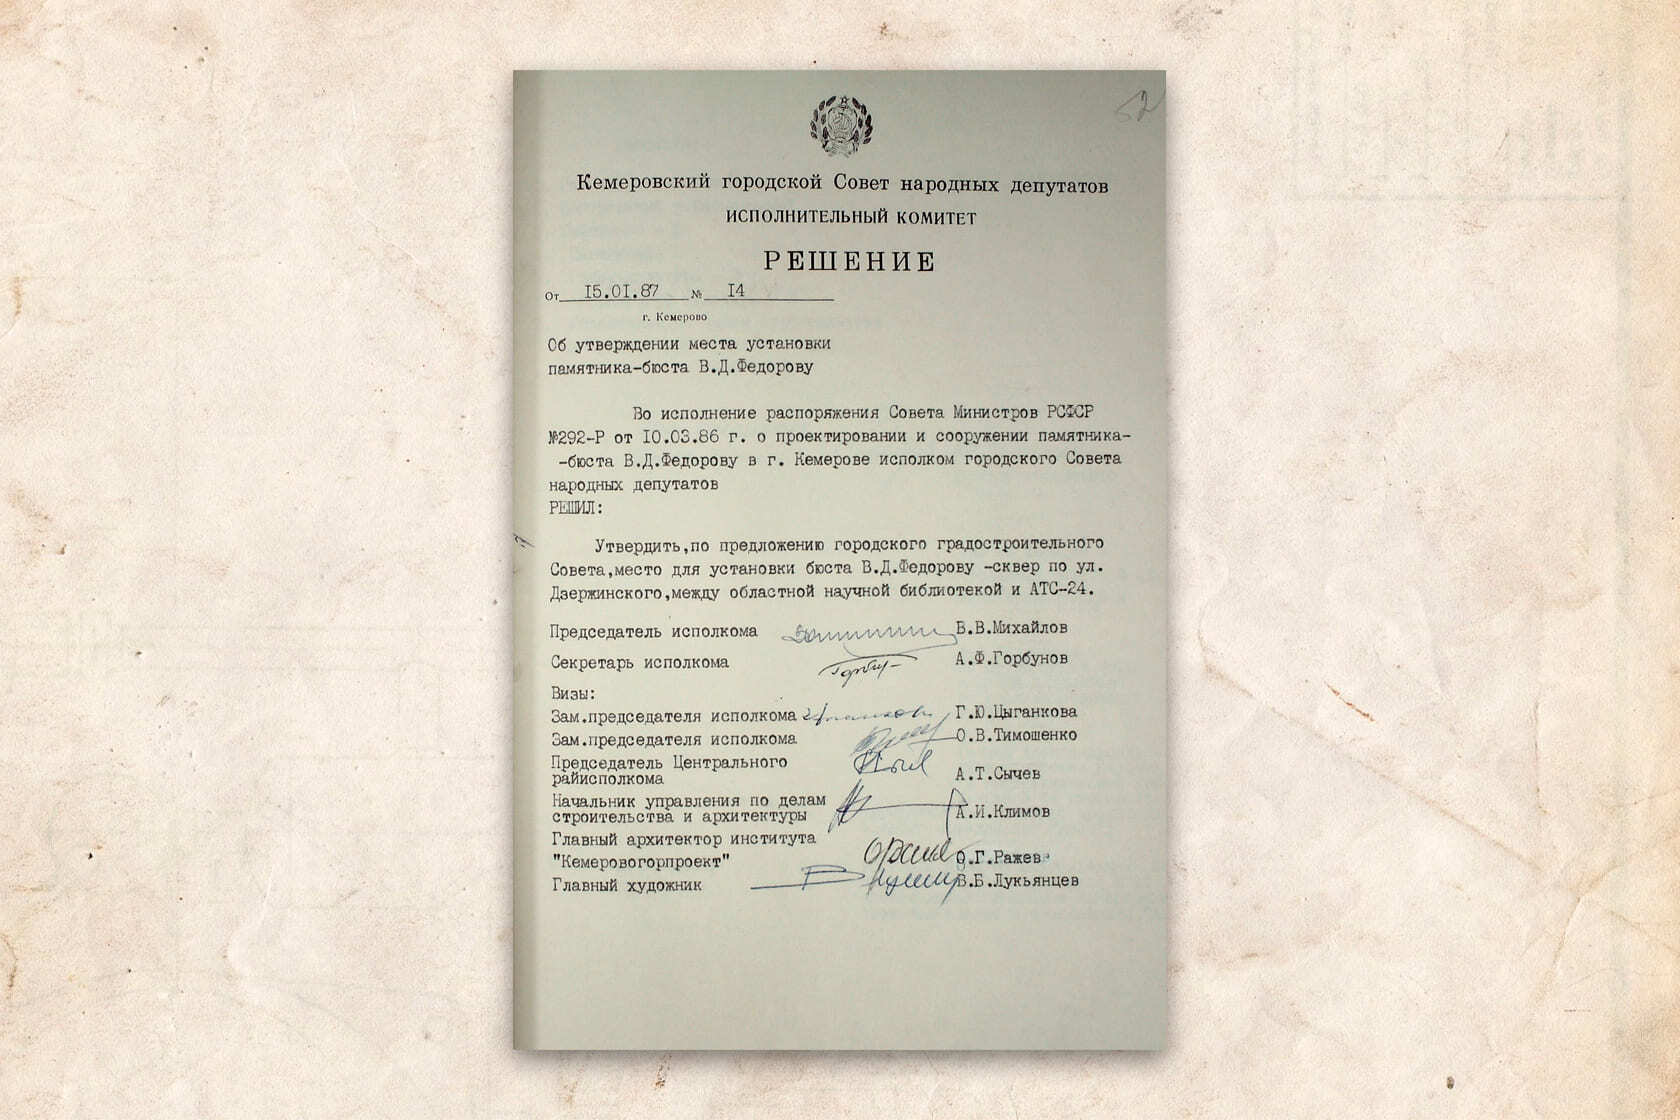 52
Кемеровский городской Совет народных депутатов
ИСПОЛНИТЕЛЬНЫЙ КОМИТЕТ
РЕШЕНИЕ
От 15.01.87 № 14
г. Кемерово
Об утверждении места установки
памятника-бюста В.Д.Федорову
Во исполнение распоряжения Совета Министров РСФСР
№292-Р от 10.03.86 г. о проектировании и сооружении памятника-
-бюста В.Д.Федорову в г. Кемерове исполком городского Совета
народных депутатов
РЕШИЛ:
Утвердить,по предложению городского градостроительного
Совета,место для установки бюста В.Д.Федорову -сквер по ул.
Дзержинского,между областной научной библиотекой и АТС-24.
Председатель исполкома В.В.Михайлов
Секретарь исполкома А.Ф.Горбунов
Визы:
Зам.председателя исполкома Г.Ю.Цыганкова
Зам.председателя исполкома О.В.Тимошенко
Председатель Центрального
райисполкома А.Т.Сычев
Начальник управления по делам
строительства и архитектуры А.И.Климов
Главный архитектор института
"Кемеровогорпроект" О.Г.Ражев
Главный художник В.Б.Лукьянцев